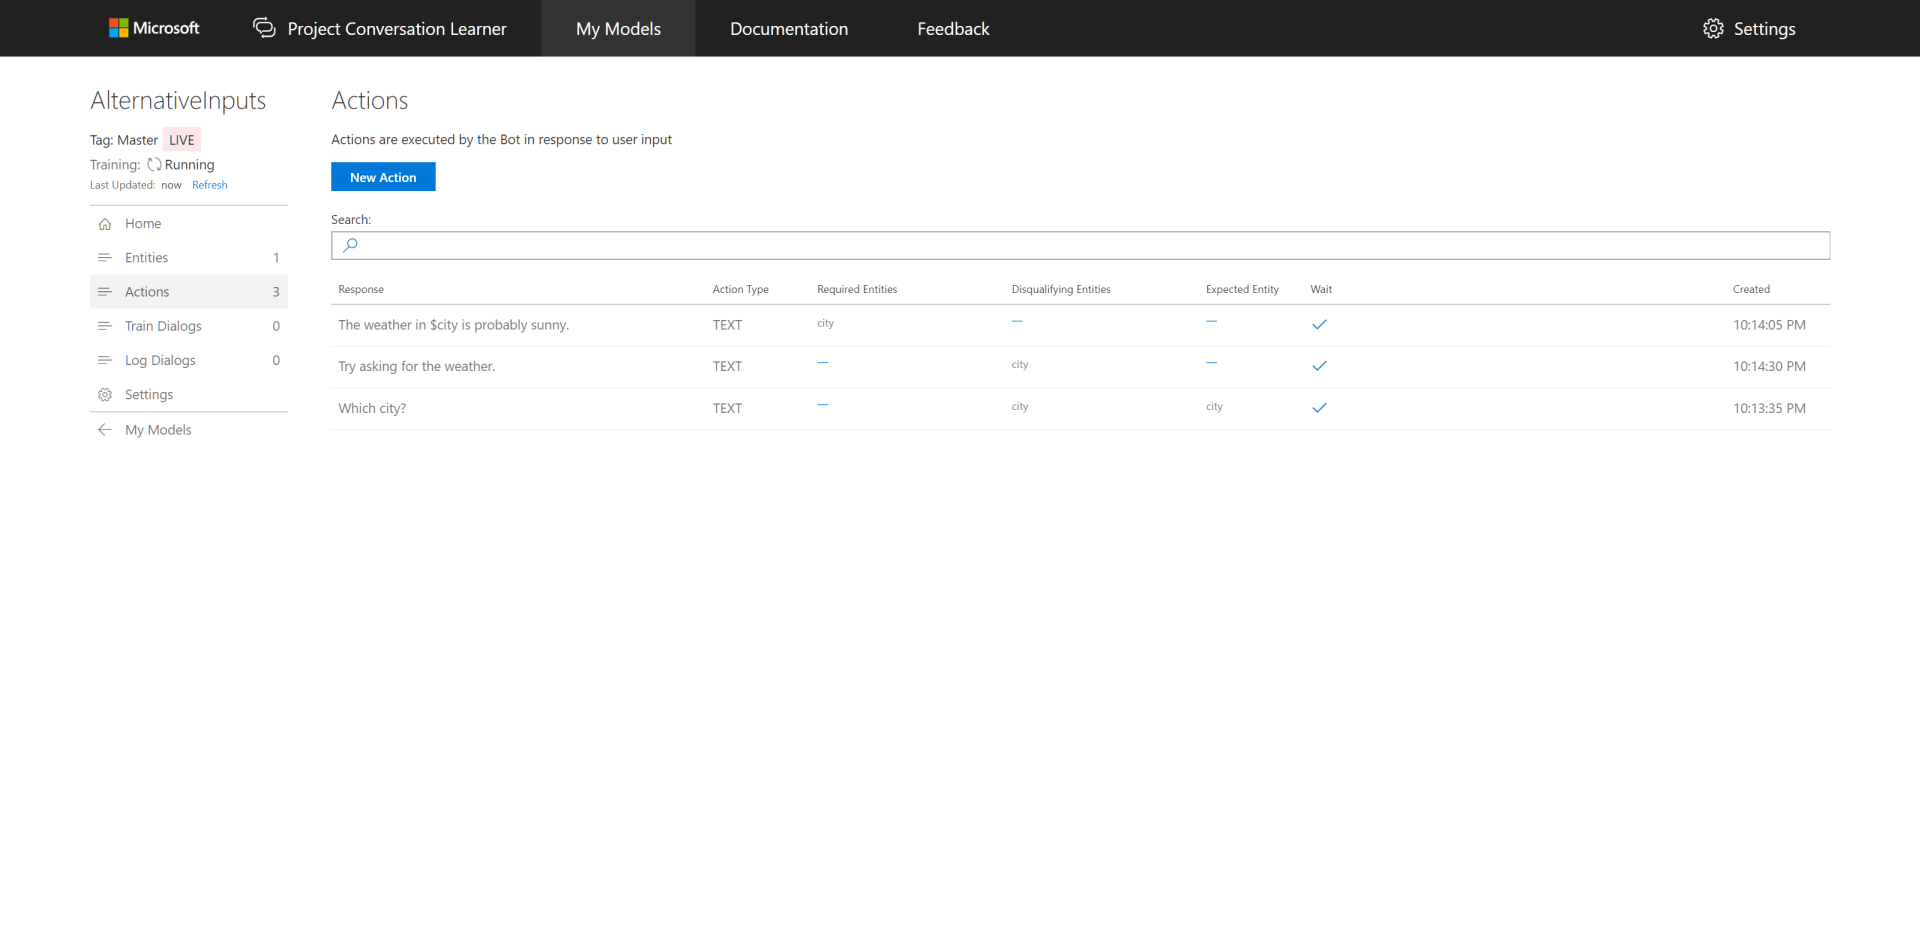 Microsoft Project Conversation Learner My Models Documentation Feedback Settings
AlternativeInputs
Tag: Master LIVE
Training: Running
Last Updated: now Refresh
Home
Entities 1
Actions 3
Train Dialogs 0
Log Dialogs 0
Settings
My Models
Actions
Actions are executed by the Bot in response to user input
New Action
Search:
Response Action Type Required Entities Disqualifying Entities Expected Entity Wait Created
The weather in $city is probably sunny. TEXT city 10:14:05 PM
Try asking for the weather. TEXT city 10:14:30 PM
Which city? TEXT city city 10:13:35 PM